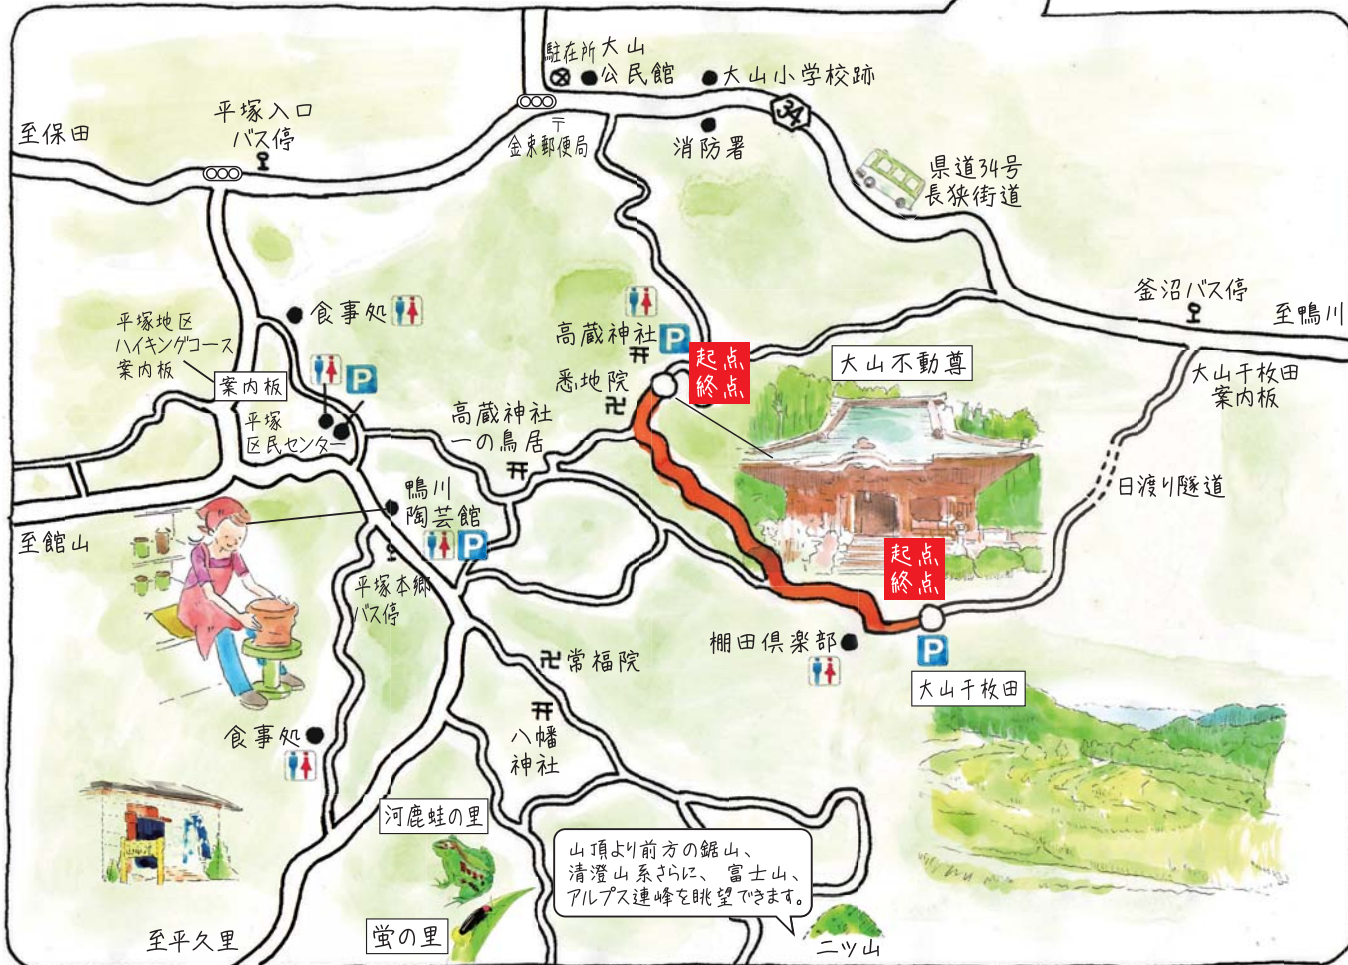 駐在所
大山
公民館
大山小学校跡
34
平塚入口
バス停
至保田
〒
金束郵便局
消防署
県道34号
長狭街道
釜沼バス停
至鴨川
平塚地区
ハイキングコース
案内板
食事処
高蔵神社
P
起点
終点
大山不動尊
大山千枚田
案内板
案内板
P
悉地院
卍
平塚
区民センター
高蔵神社
一の鳥居
鴨川
陶芸館
P
日渡り隧道
至館山
起点
終点
平塚本郷
バス停
棚田倶楽部
P
卍常福院
大山千枚田
八幡
神社
食事処
河鹿蛙の里
山頂より前方の鋸山、
清澄山系さらに、富士山、
アルプス連峰を眺望できます。
蛍の里
至平久里
二ツ山